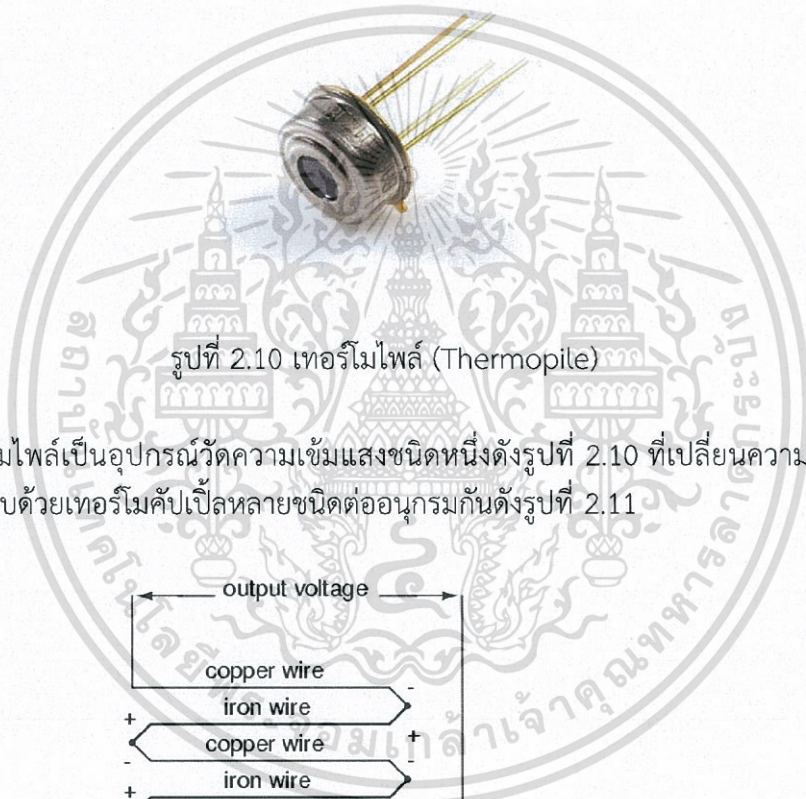 รูปที่ 2.10 เทอร์โมไพล์ (Thermopile)
มไพล์เป็นอุปกรณ์วัดความเข้มแสงชนิดหนึ่งดังรูปที่ 2.10 ที่เปลี่ยนความ
บด้วยเทอร์โมคัปเปิ้ลหลายชนิดต่ออนุกรมกันดังรูปที่ 2.11
output voltage
copper wire
-
iron wire
+
copper wire
+
-
-
iron wire
+